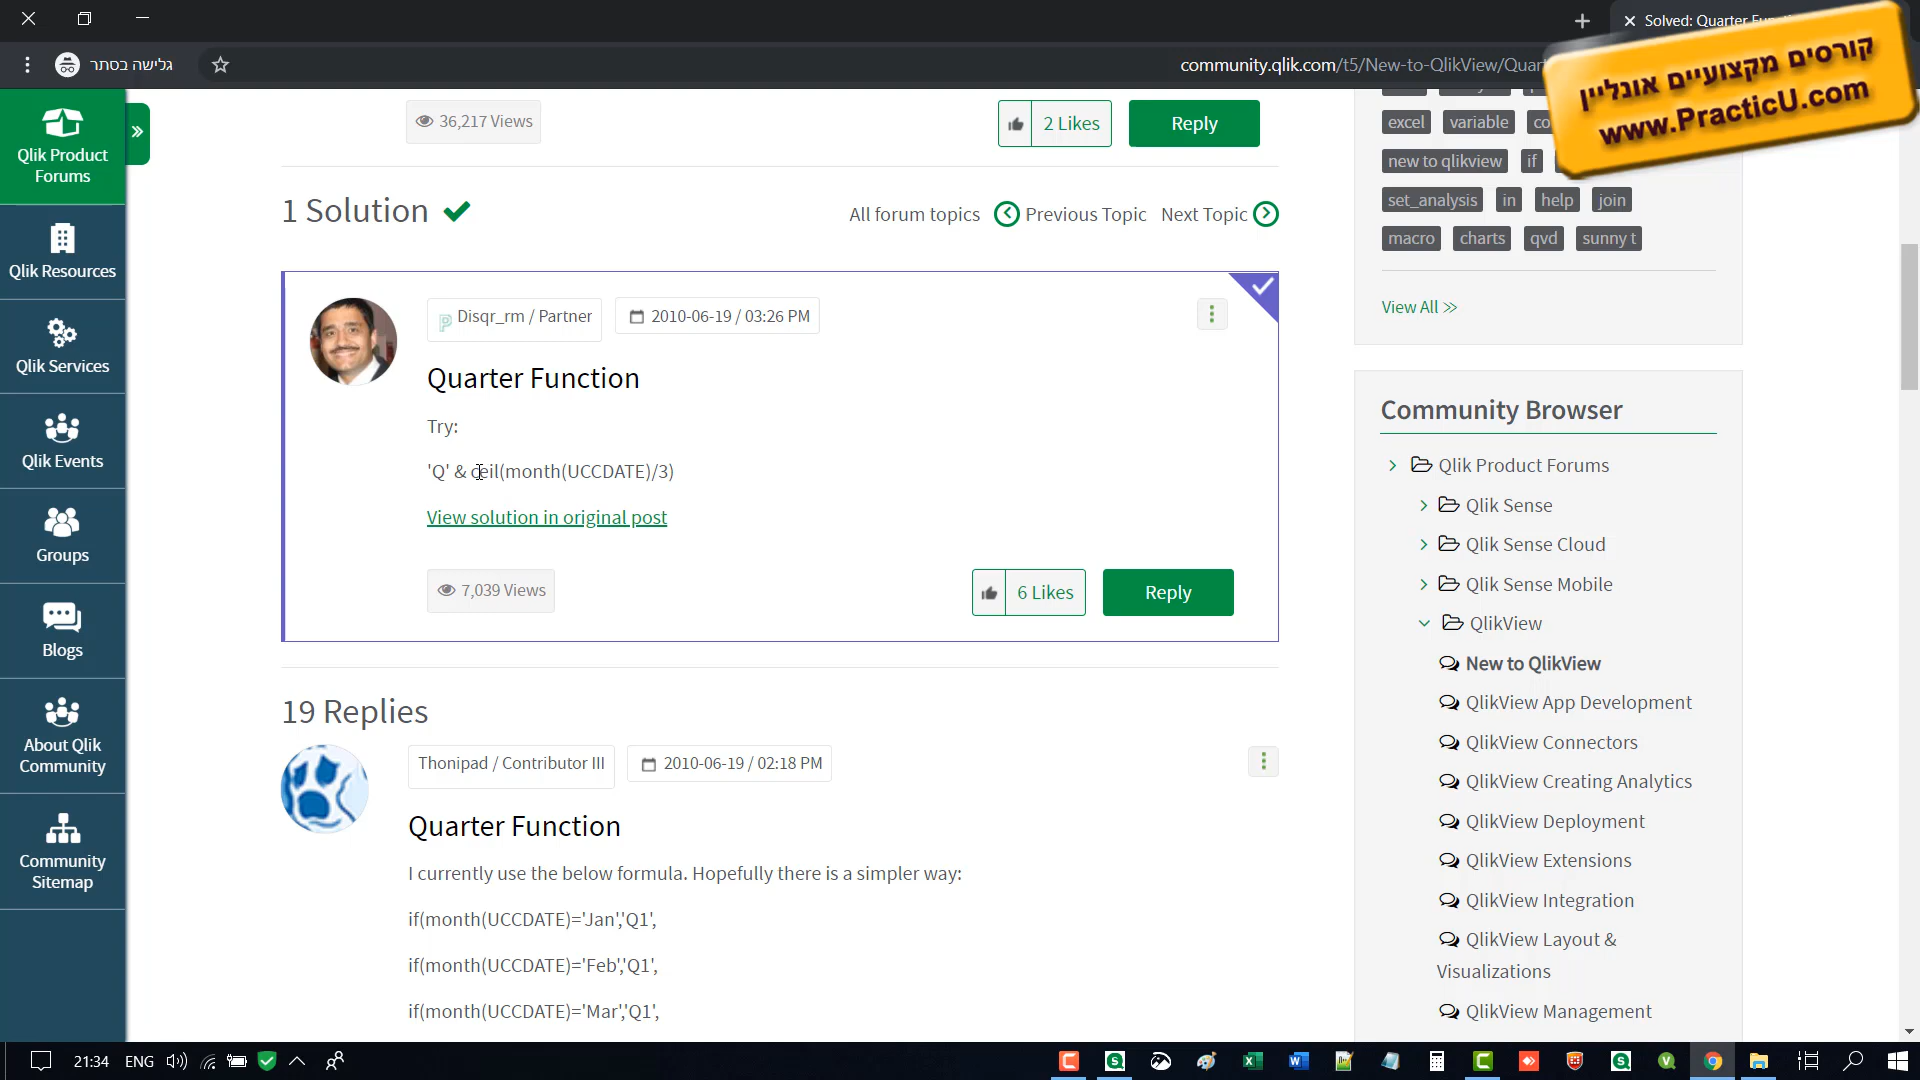 Solved: Quarter
גלישה בסתר
community.qlik.com/t5/New-to-QlikView/Quar
קורסים מקצועיים אונליין
www.PracticU.com
Qlik Product
Forums
Qlik Resources
Qlik Services
Qlik Events
Groups
Blogs
About Qlik
Community
Community
Sitemap
36,217 Views
2 Likes
Reply
1 Solution
All forum topics
Previous Topic
Next Topic
Disqr_rm / Partner
2010-06-19 / 03:26 PM
Quarter Function
Try:
'Q' & ceil(month(UCCDATE)/3)
View solution in original post
7,039 Views
6 Likes
Reply
19 Replies
Thonipad / Contributor III
2010-06-19 / 02:18 PM
Quarter Function
I currently use the below formula. Hopefully there is a simpler way:
if(month(UCCDATE)='Jan','Q1',
if(month(UCCDATE)='Feb','Q1',
if(month(UCCDATE)='Mar','Q1',
excel variable
new to qlikview if
set_analysis in help join
macro charts qvd sunny t
View All
Community Browser
Qlik Product Forums
Qlik Sense
Qlik Sense Cloud
Qlik Sense Mobile
QlikView
New to QlikView
QlikView App Development
QlikView Connectors
QlikView Creating Analytics
QlikView Deployment
QlikView Extensions
QlikView Integration
QlikView Layout &
Visualizations
QlikView Management
21:34 ENG